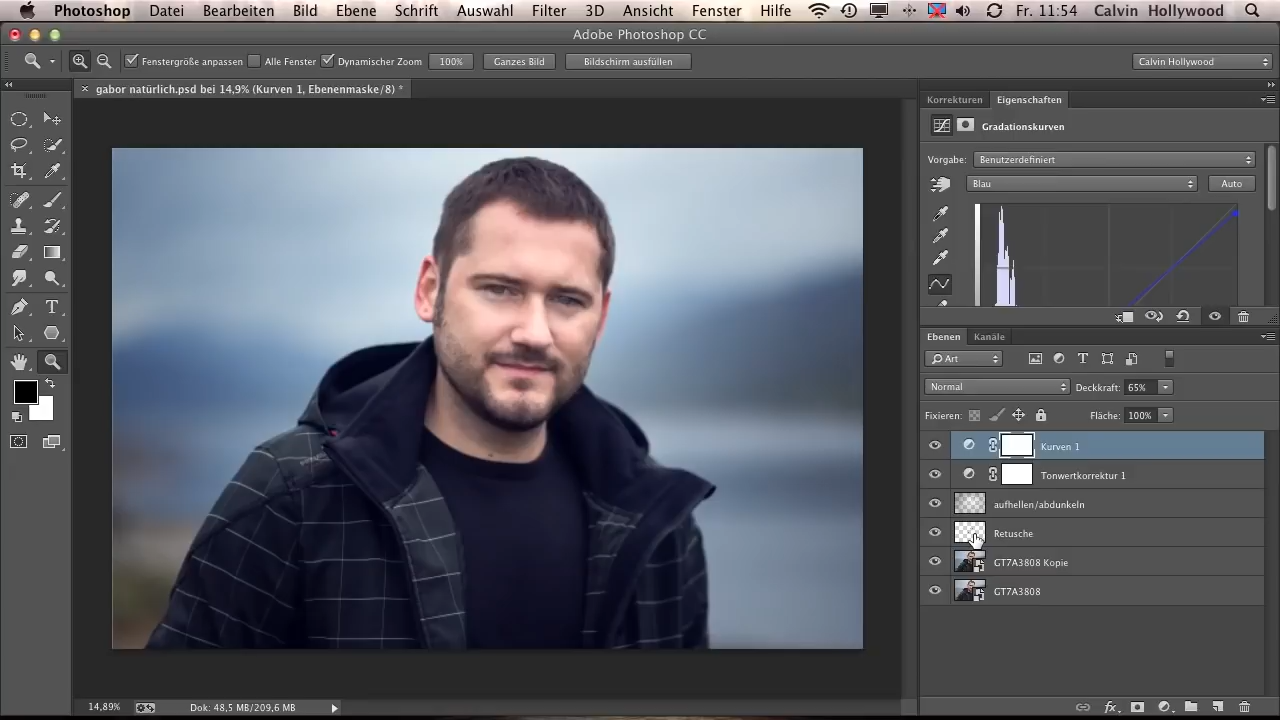 Photoshop Datei Bearbeiten Bild Ebene Schrift Auswahl Filter 3D Ansicht Fenster Hilfe Fr. 11:54 Calvin Hollywood
Adobe Photoshop CC
Fenstergröße anpassen Alle Fenster Dynamischer Zoom 100% Ganzes Bild Bildschirm ausfüllen Calvin Hollywood
× gabor natürlich.psd bei 14,9% (Kurven 1, Ebenenmaske/8) *
Korrekturen Eigenschaften
Gradationskurven
Vorgabe: Benutzerdefiniert
Blau Auto
Ebenen Kanäle
Art
Normal Deckkraft: 65%
Fixieren: Fläche: 100%
Kurven 1
Tonwertkorrektur 1
aufhellen/abdunkeln
Retusche
GT7A3808 Kopie
GT7A3808
14,89% Dok: 48,5 MB/209,6 MB